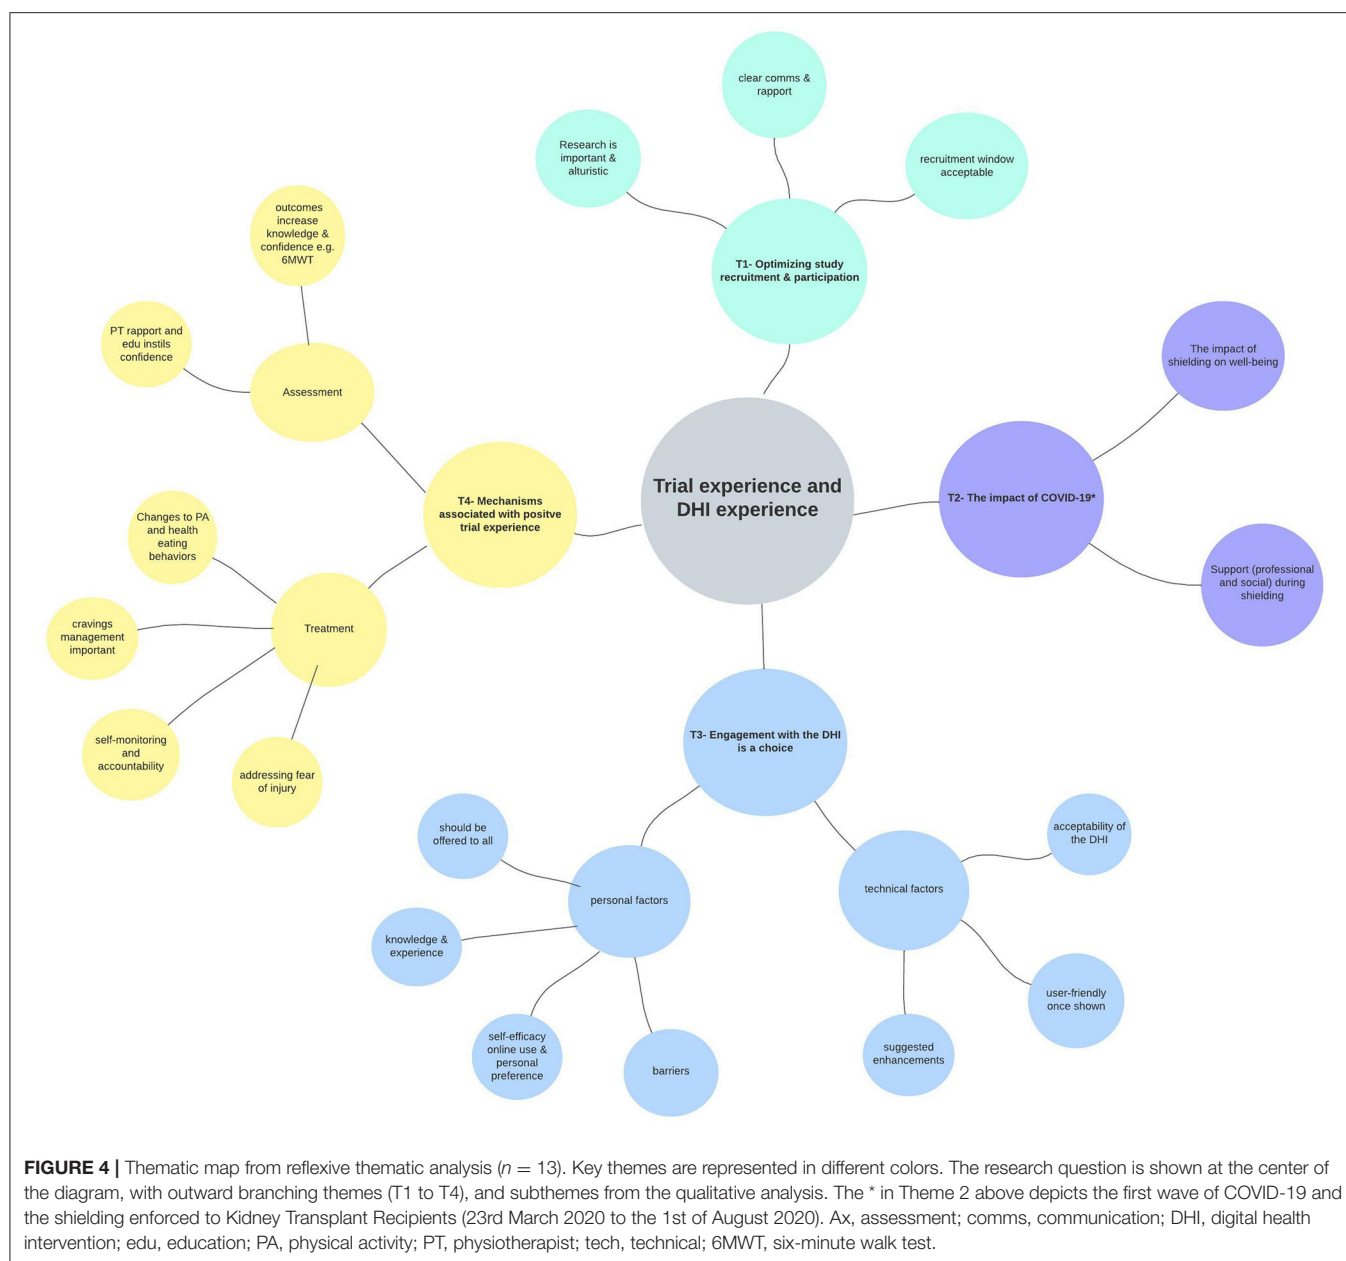 clear comms &
rapport
Research is
important &
alturistic
recruitment window
acceptable
T1- Optimizing study
recruitment & participation
outcomes
increase
knowledge &
confidence e.g.
6MWT
PT rapport and
edu instils
confidence
Assessment
The impact of
shielding on well-being
T2- The impact of COVID-19*
Support (professional
and social) during
shielding
Trial experience and
DHI experience
T4- Mechanisms
associated with positve
trial experience
Changes to PA
and health
eating
behaviors
cravings
management
important
Treatment
self-monitoring
and
accountability
addressing fear
of injury
T3- Engagement with the DHI
is a choice
should be
offered to all
personal factors
knowledge &
experience
self-efficacy
online use &
personal
preference
barriers
technical factors
acceptability of
the DHI
user-friendly
once shown
suggested
enhancements
FIGURE 4 | Thematic map from reflexive thematic analysis (n = 13). Key themes are represented in different colors. The research question is shown at the center of
the diagram, with outward branching themes (T1 to T4), and subthemes from the qualitative analysis. The * in Theme 2 above depicts the first wave of COVID-19 and
the shielding enforced to Kidney Transplant Recipients (23rd March 2020 to the 1st of August 2020). Ax, assessment; comms, communication; DHI, digital health
intervention; edu, education; PA, physical activity; PT, physiotherapist; tech, technical; 6MWT, six-minute walk test.